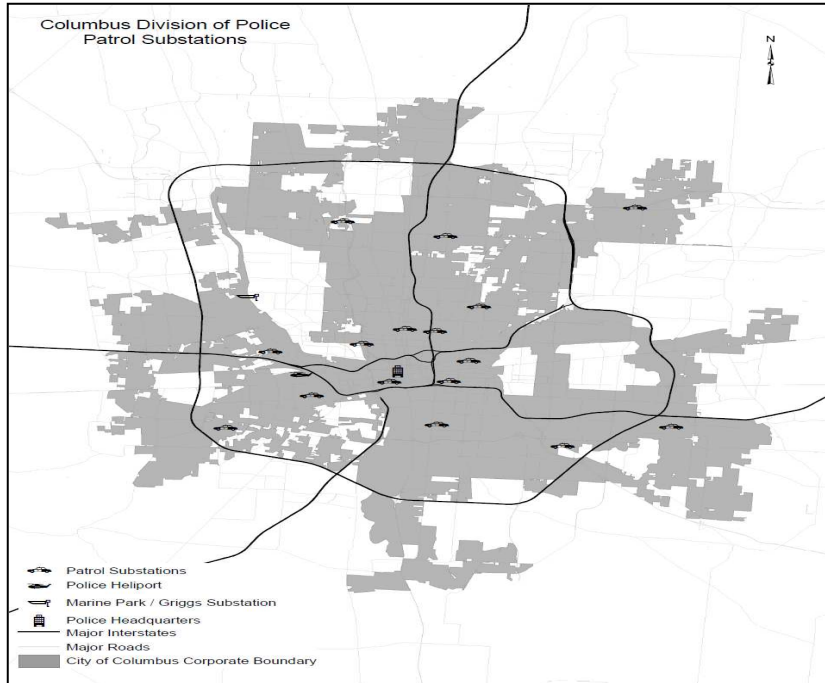 Columbus Division of Police
Patrol Substations
N
Patrol Substations
Police Heliport
Marine Park / Griggs Substation
Police Headquarters
Major Interstates
Major Roads
City of Columbus Corporate Boundary